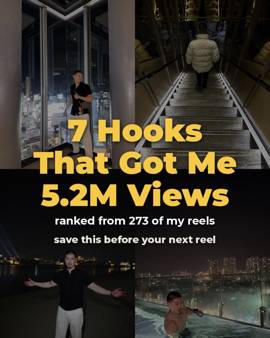 7 Hooks
That Got Me
5.2M Views
ranked from 273 of my reels
save this before your next reel